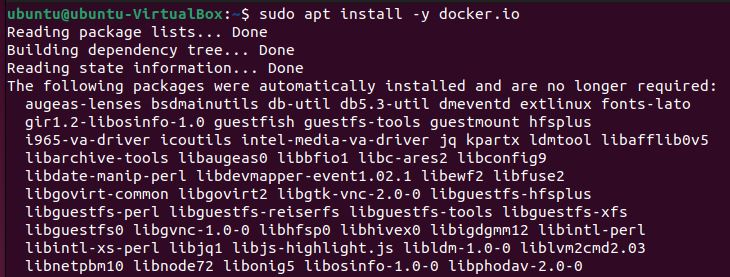 ubuntu@ubuntu-VirtualBox:~$ sudo apt install -y docker.io
Reading package lists... Done
Building dependency tree... Done
Reading state information... Done
The following packages were automatically installed and are no longer required:
  augeas-lenses bsdmainutils db-util db5.3-util dmeventd extlinux fonts-lato
  gir1.2-libosinfo-1.0 guestfish guestfs-tools guestmount hfsplus
  i965-va-driver icoutils intel-media-va-driver jq kpartx ldmtool libafflib0v5
  libarchive-tools libaugeas0 libbfio1 libc-ares2 libconfig9
  libdate-manip-perl libdevmapper-event1.02.1 libewf2 libfuse2
  libgovirt-common libgovirt2 libgtk-vnc-2.0-0 libguestfs-hfsplus
  libguestfs-perl libguestfs-reiserfs libguestfs-tools libguestfs-xfs
  libguestfs0 libgvnc-1.0-0 libhfsp0 libhivex0 libigdgmm12 libintl-perl
  libintl-xs-perl libjq1 libjs-highlight.js libldm-1.0-0 liblvm2cmd2.03
  libnetpbm10 libnode72 libonig5 libosinfo-1.0-0 libphodav-2.0-0